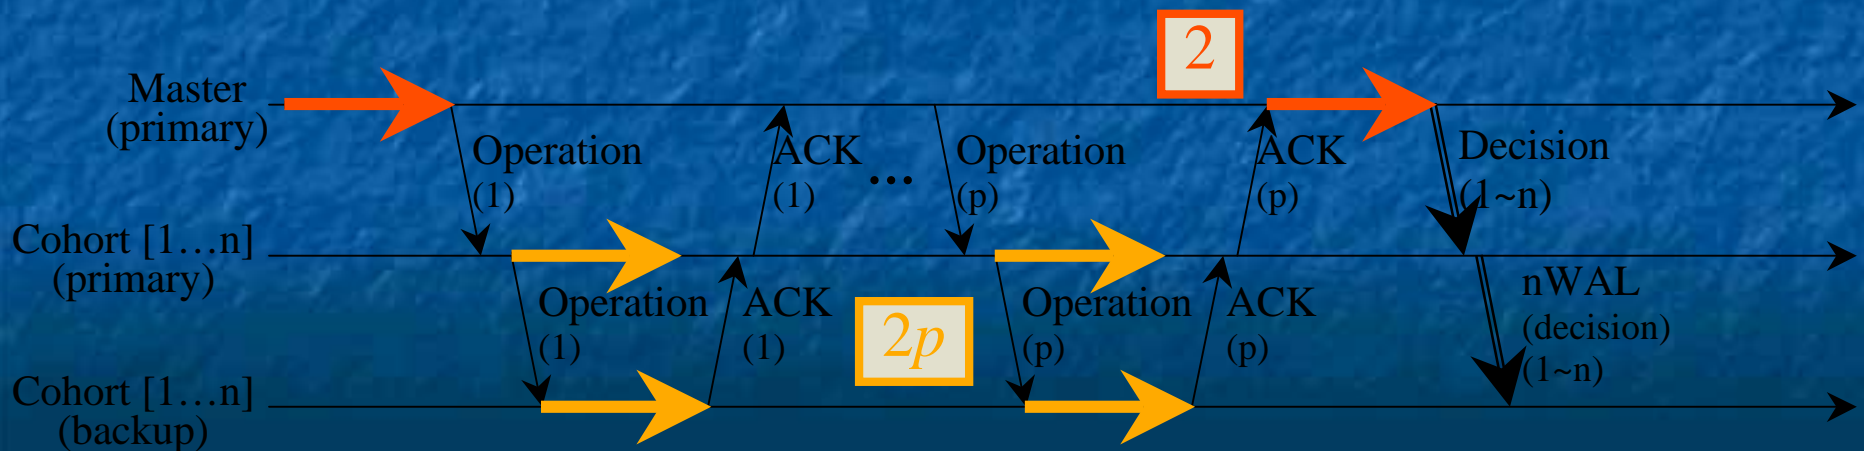 2
Master
(primary)
Operation
(1)
ACK
(1)
...
Operation
(p)
ACK
(p)
Decision
(1~n)
Cohort [1…n]
(primary)
Operation
(1)
ACK
(1)
2p
Operation
(p)
ACK
(p)
nWAL
(decision)
(1~n)
Cohort [1…n]
(backup)